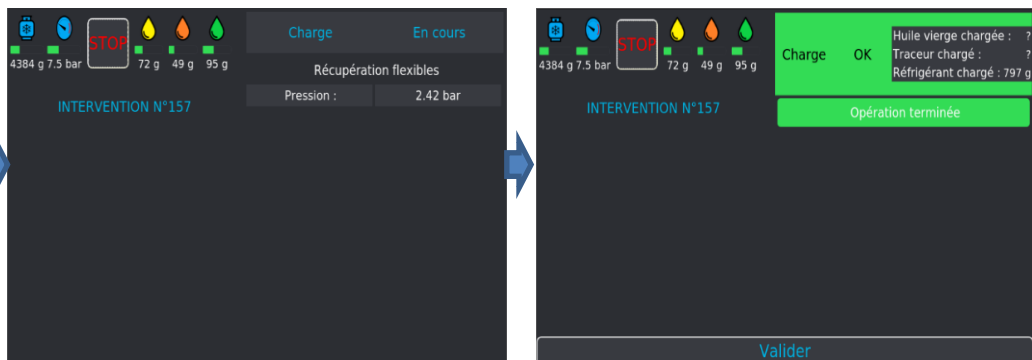 STOP
4384 g 7.5 bar 72 g 49 g 95 g
INTERVENTION N°157
Charge En cours
Récupération flexibles
Pression : 2.42 bar
STOP
4384 g 7.5 bar 72 g 49 g 95 g
INTERVENTION N°157
Charge OK
Huile vierge chargée : ?
Traceur chargé : ?
Réfrigérant chargé : 797 g
Opération terminée
Valider